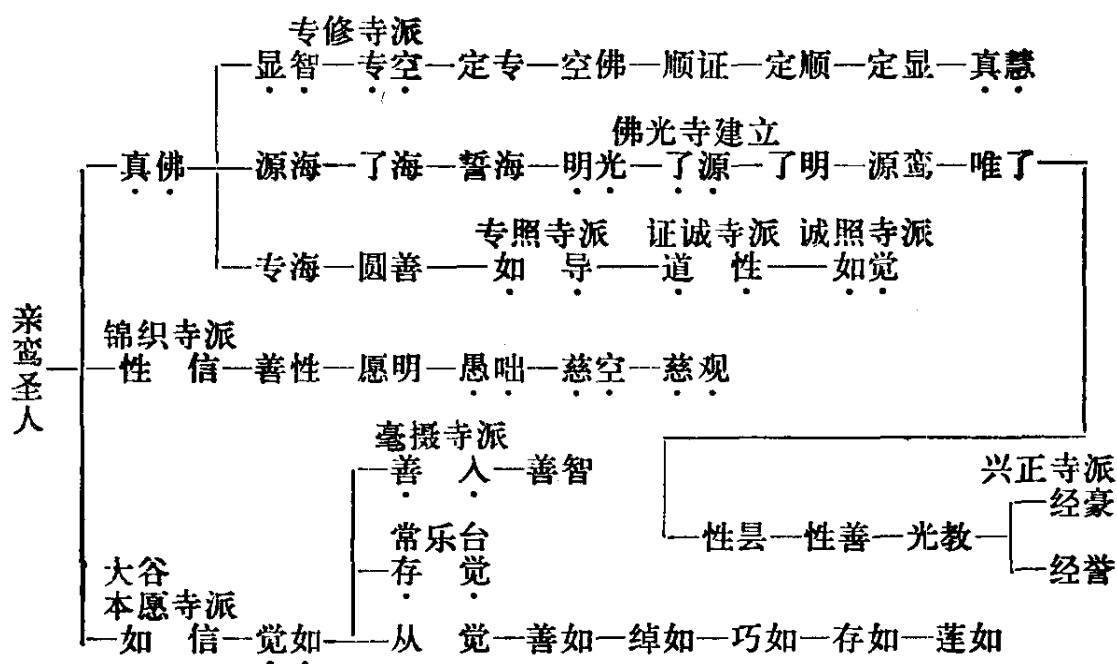 专修寺派
显智—专空—定专—空佛—顺证—定顺—定显—真慧
佛光寺建立
真佛—源海—了海—誓海—明光—了源—了明—源鸾—唯了
专照寺派 证诚寺派 诚照寺派
专海—圆善—如导—道性—如觉
亲鸾圣人
锦织寺派
性信—善性—愿明—愚咄—慈空—慈观
毫摄寺派
善入—善智
兴正寺派
经豪
常乐台
性昙—性善—光教
存觉
经誉
大谷
本愿寺派
如信—觉如—从觉—善如—绰如—巧如—存如—莲如